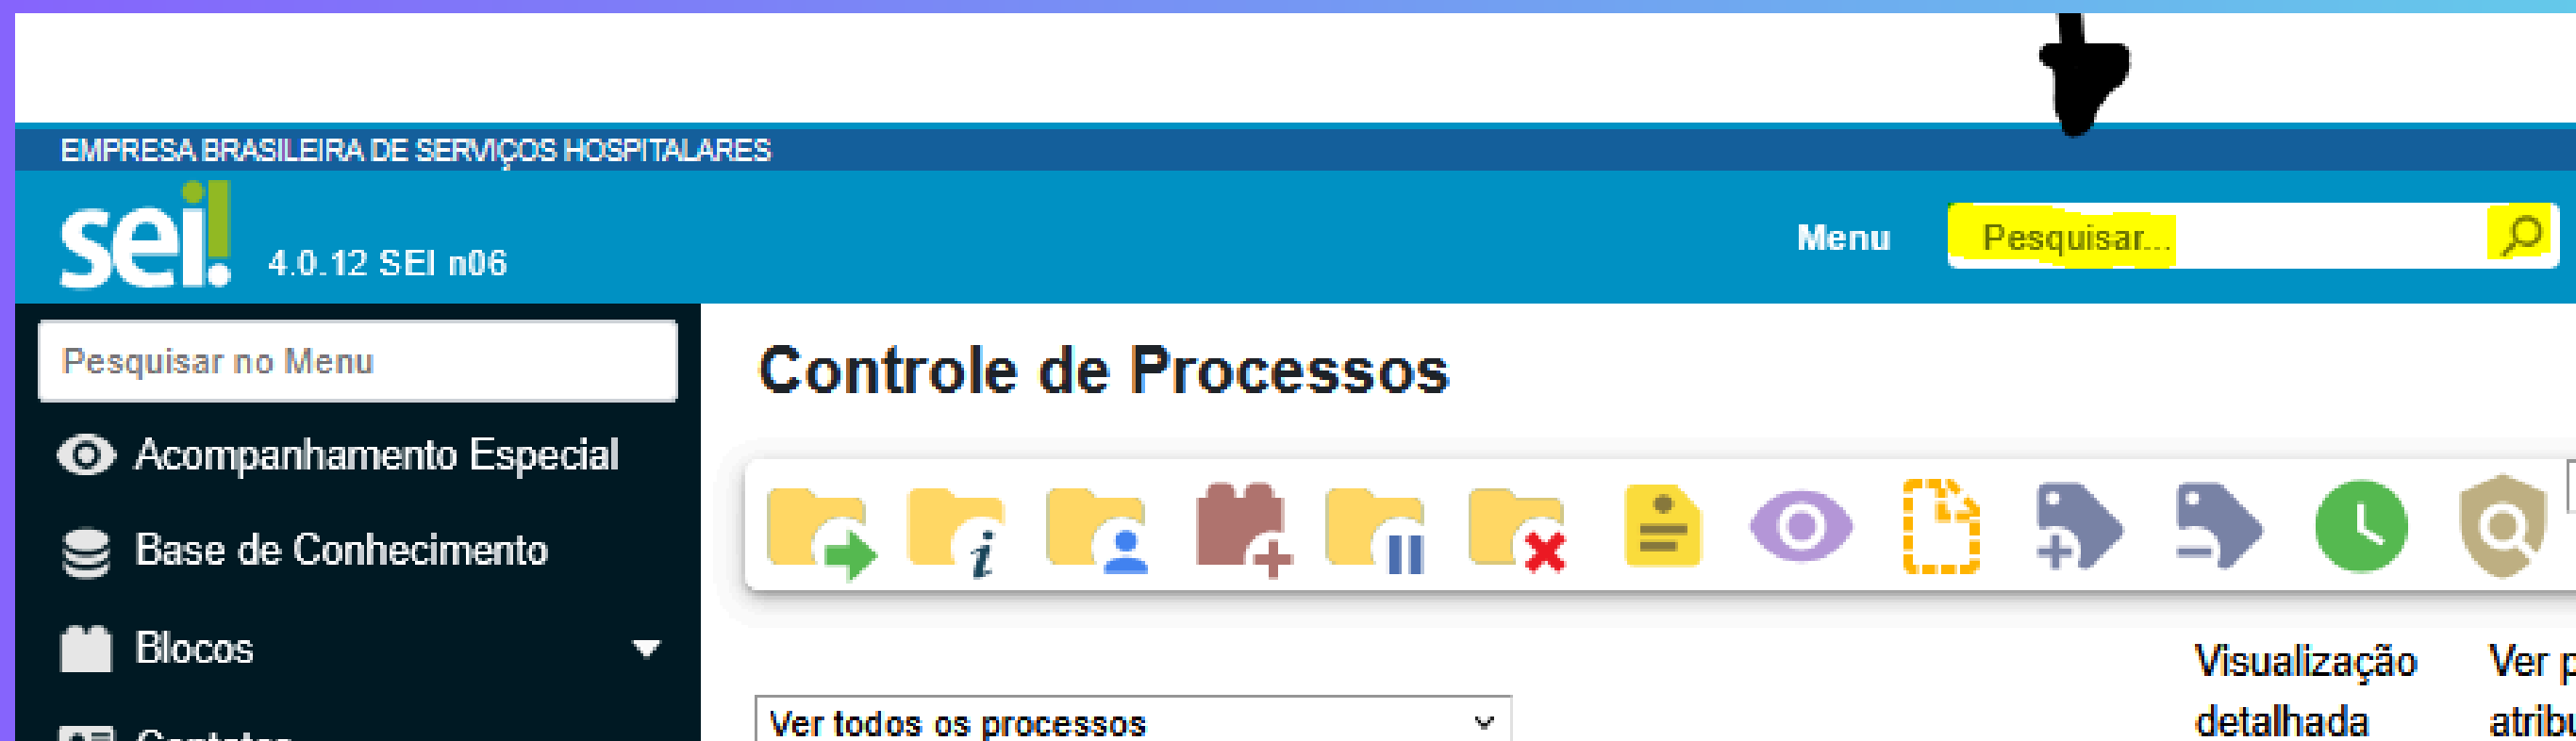 EMPRESA BRASILEIRA DE SERVIÇOS HOSPITALARES
sei!
4.0.12 SEI n06
Menu
Pesquisar...
Pesquisar no Menu
Controle de Processos
Acompanhamento Especial
Base de Conhecimento
Blocos
Visualização
detalhada
Ver
Ver todos os processos